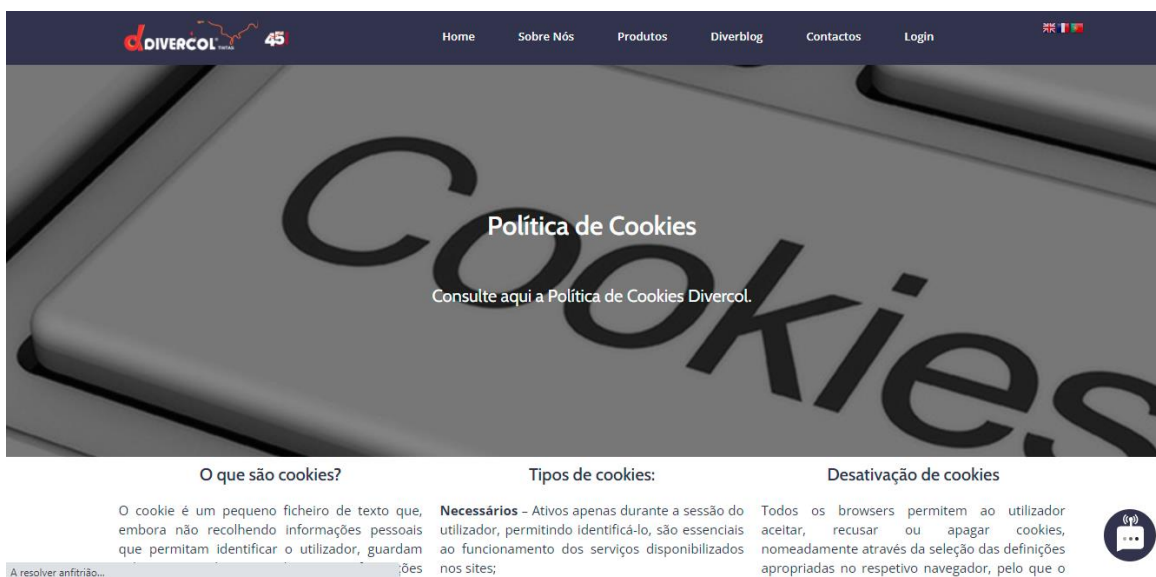 DIVERCOL TINTAS 45
Home Sobre Nós Produtos Diverblog Contactos Login
Cookies
Política de Cookies
Consulte aqui a Política de Cookies Divercol.
O que são cookies?
O cookie é um pequeno ficheiro de texto que,
embora não recolhendo informações pessoais
que permitam identificar o utilizador, guardam
ções
Tipos de cookies:
Necessários – Ativos apenas durante a sessão do
utilizador, permitindo identificá-lo, são essenciais
ao funcionamento dos serviços disponibilizados
nos sites;
Desativação de cookies
Todos os browsers permitem ao utilizador
aceitar, recusar ou apagar cookies,
nomeadamente através da seleção das definições
apropriadas no respetivo navegador, pelo que o
A resolver anfitrião...